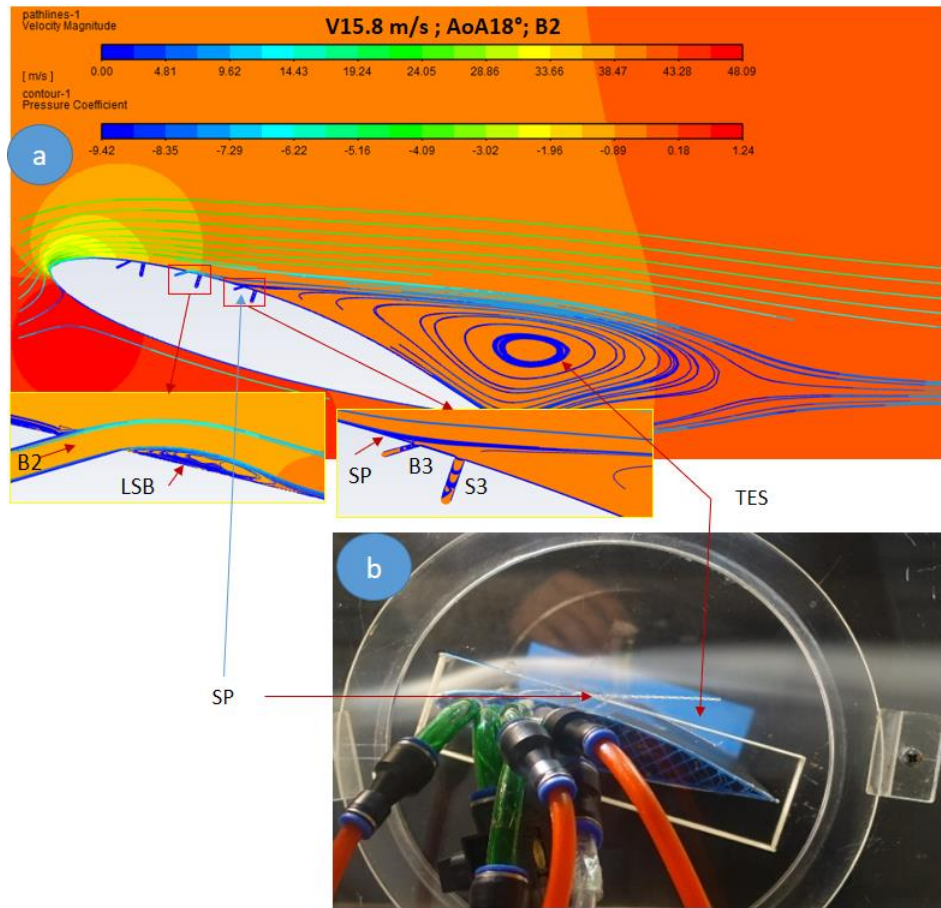 pathlines-1
Velocity Magnitude
V15.8 m/s ; AoA18°; B2
[ m/s ]
0.00 4.81 9.62 14.43 19.24 24.05 28.86 33.66 38.47 43.28 48.09
contour-1
Pressure Coefficient
-9.42 -8.35 -7.29 -6.22 -5.16 -4.09 -3.02 -1.96 -0.89 0.18 1.24
a
B2
LSB
SP
B3
S3
TES
b
SP